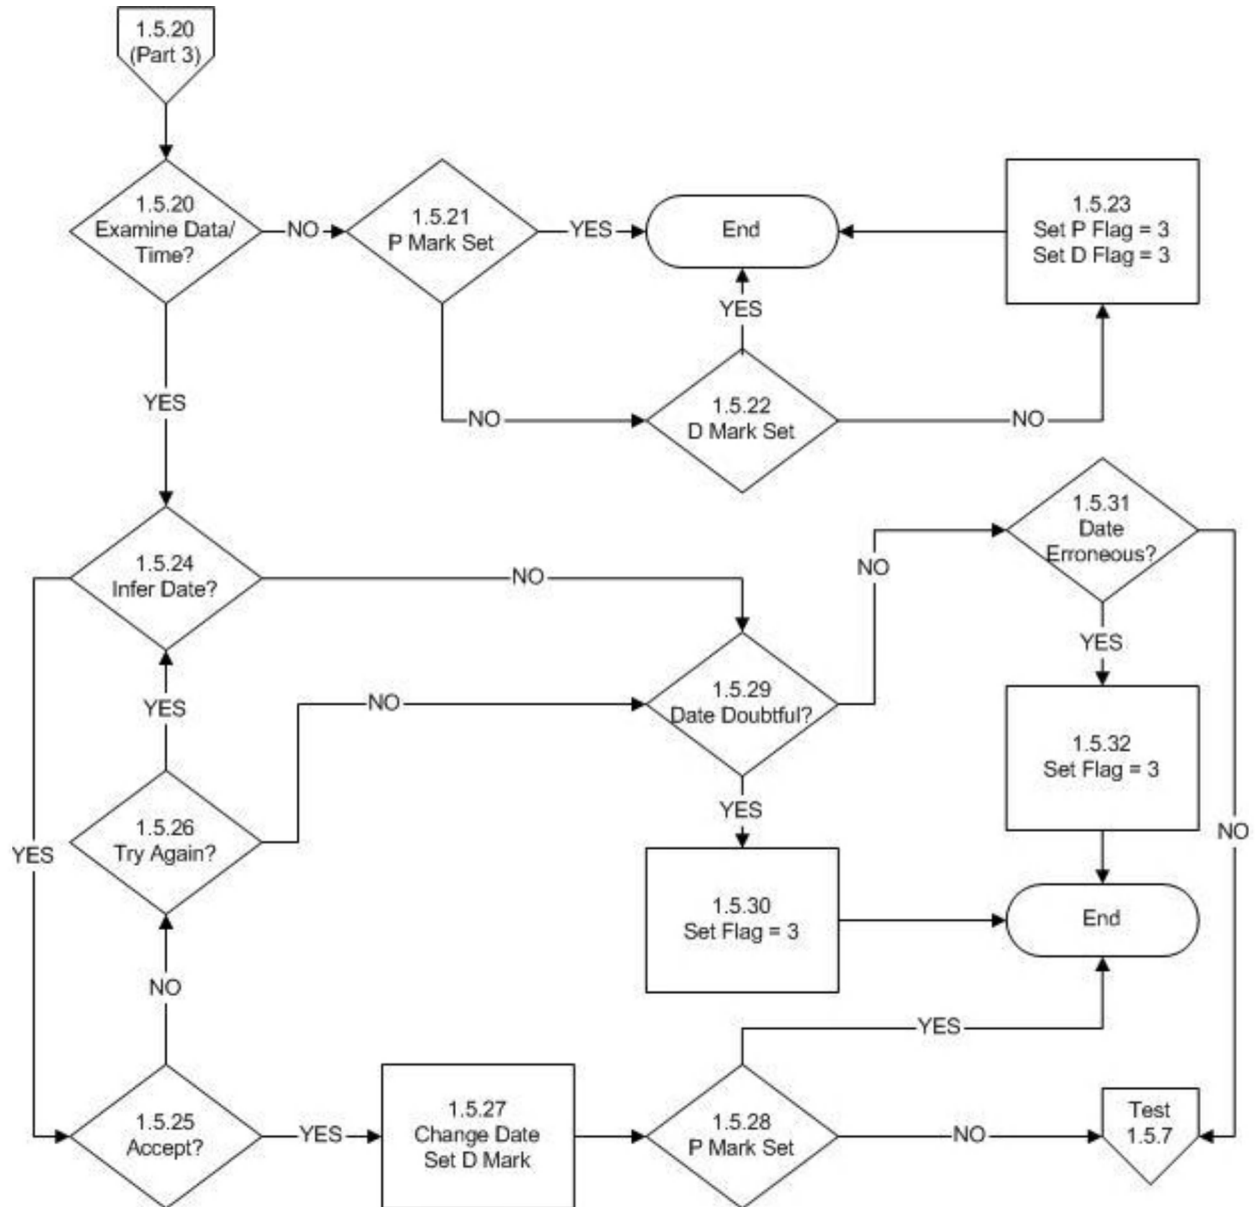 1.5.20
(Part 3)
1.5.20
Examine Data/
Time?
NO
1.5.21
P Mark Set
YES
End
1.5.23
Set P Flag = 3
Set D Flag = 3
YES
NO
1.5.22
D Mark Set
NO
YES
1.5.24
Infer Date?
NO
1.5.31
Date
Erroneous?
NO
YES
1.5.29
Date Doubtful?
NO
YES
1.5.32
Set Flag = 3
YES
1.5.26
Try Again?
YES
NO
1.5.30
Set Flag = 3
End
NO
YES
1.5.25
Accept?
YES
1.5.27
Change Date
Set D Mark
1.5.28
P Mark Set
NO
Test
1.5.7